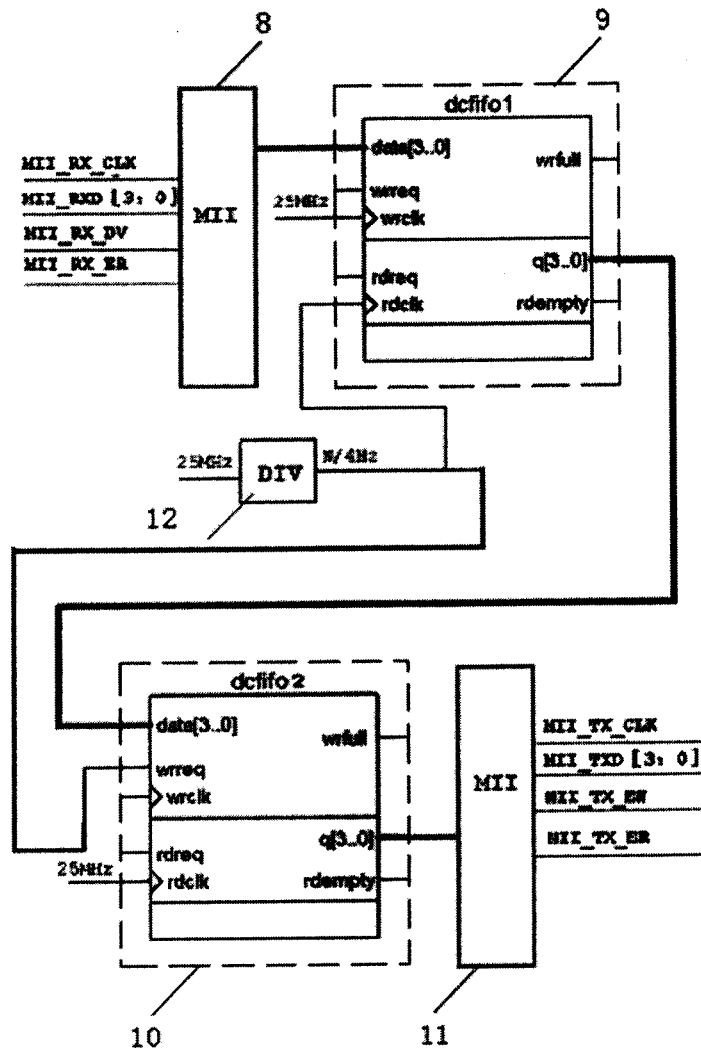 8
9
dcfifo1
MII_RX_CLK
MII_RXD [3: 0]
MII_RX_DV
MII_RX_ER
MII
data[3..0]
wrfull
wrreq
25MHz
wrclk
q[3..0]
rdreq
rdclk
rdempty
25MHz
DIV
N/4Hz
12
dcfifo2
data[3..0]
wrfull
wrreq
wrclk
q[3..0]
rdreq
25MHz
rdclk
rdempty
MII
MII_TX_CLK
MII_TXD [3: 0]
MII_TX_EN
MII_TX_ER
10
11